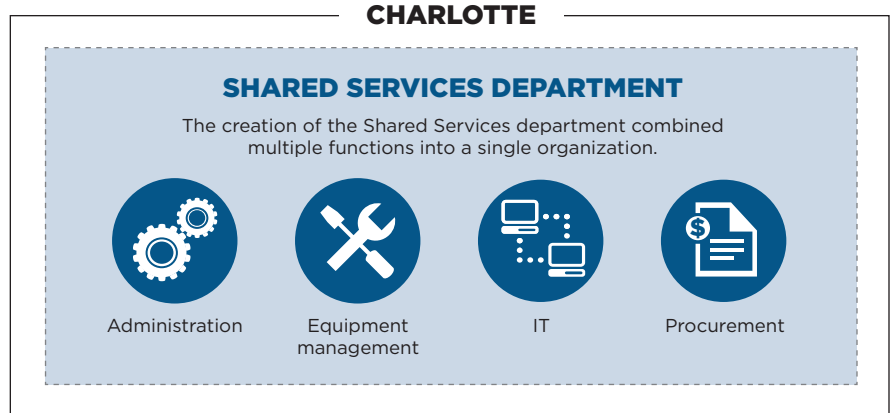 CHARLOTTE
SHARED SERVICES DEPARTMENT
The creation of the Shared Services department combined
multiple functions into a single organization.
$
Administration
Equipment
management
IT
Procurement